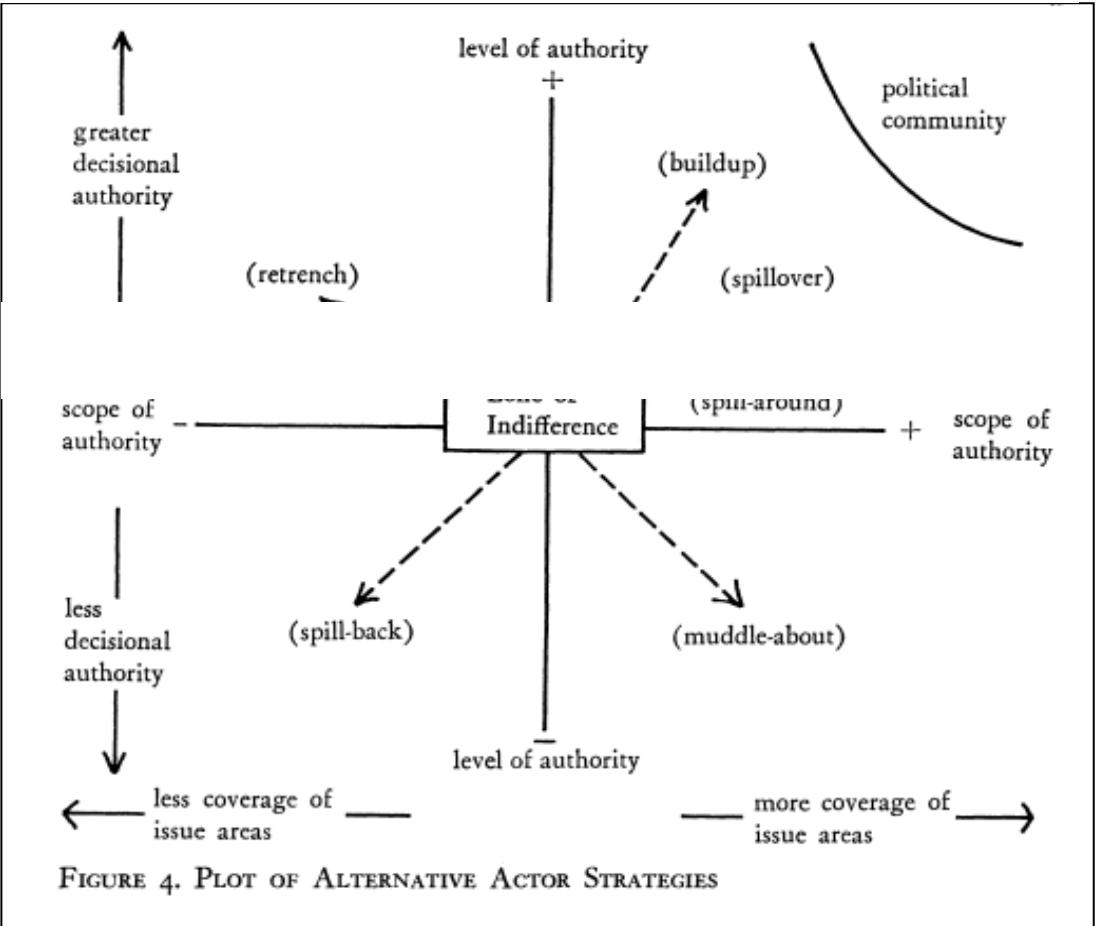 level of authority
+
political
community
greater
decisional
authority
(buildup)
(retrench)
(spillover)
(spill-around)
scope of
authority -
Indifference
+ scope of
authority
less
decisional
authority
(spill-back)
(muddle-about)
–
level of authority
less coverage of
issue areas
more coverage of
issue areas
FIGURE 4. PLOT OF ALTERNATIVE ACTOR STRATEGIES